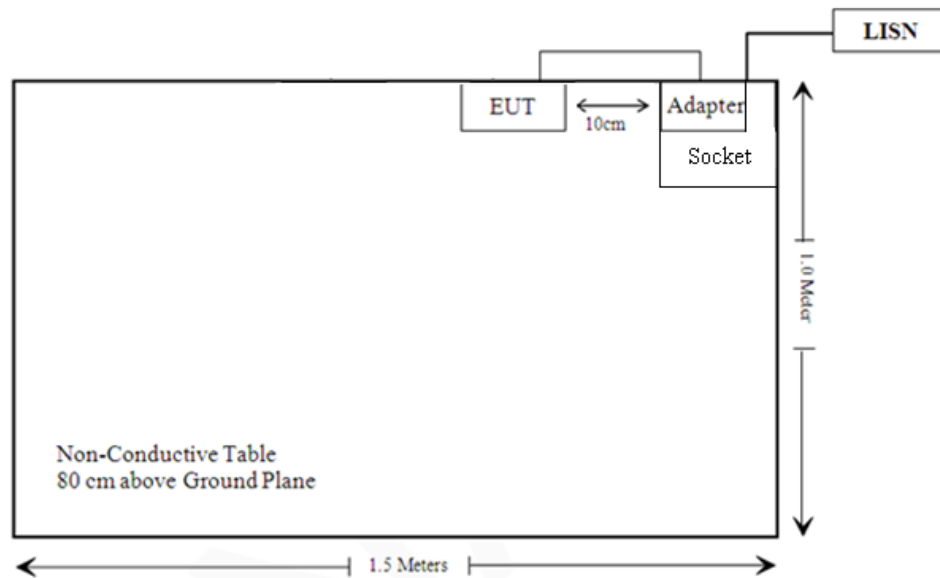 LISN
EUT
10cm
Adapter
Socket
1.0 Meter
Non-Conductive Table
80 cm above Ground Plane
1.5 Meters